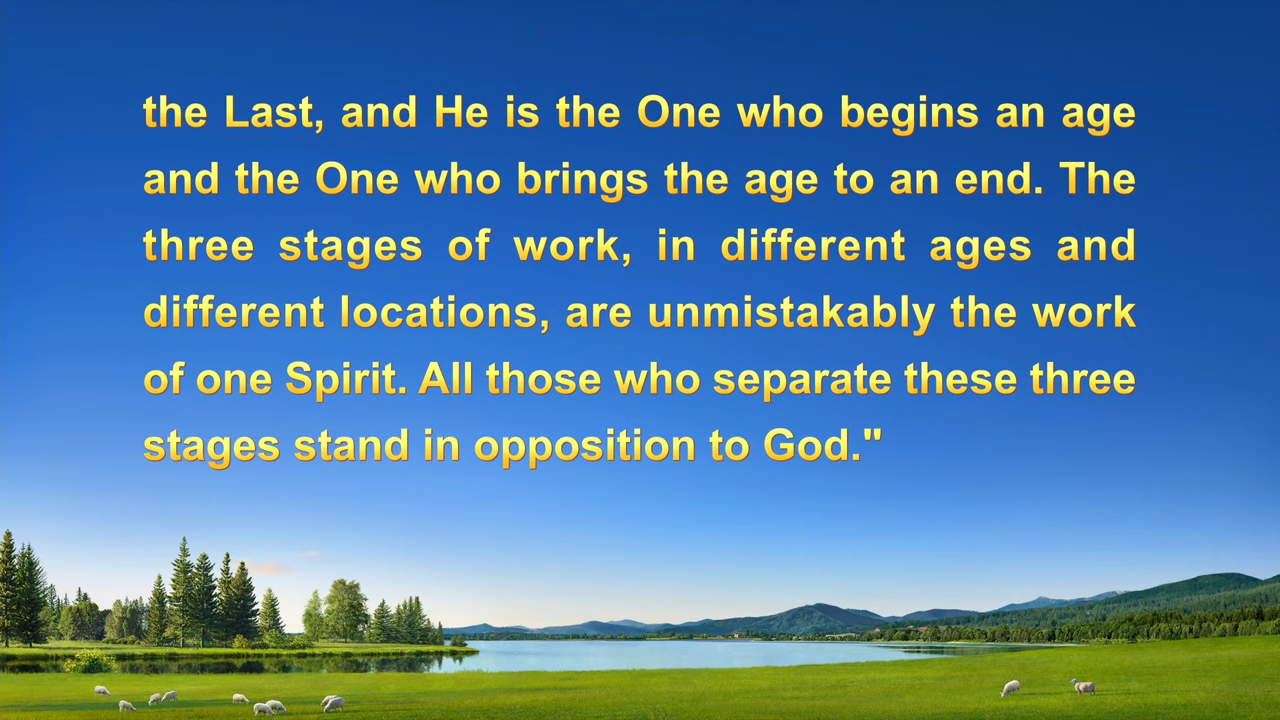 the Last, and He is the One who begins an age
and the One who brings the age to an end. The
three stages of work, in different ages and
different locations, are unmistakably the work
of one Spirit. All those who separate these three
stages stand in opposition to God."